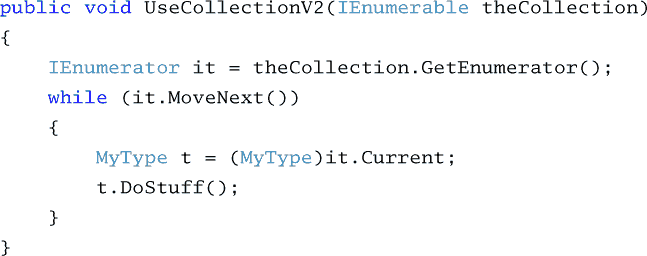 public void UseCollectionV2(IEnumerable theCollection)
{
    IEnumerator it = theCollection.GetEnumerator();
    while (it.MoveNext())
    {
        MyType t = (MyType)it.Current;
        t.DoStuff();
    }
}